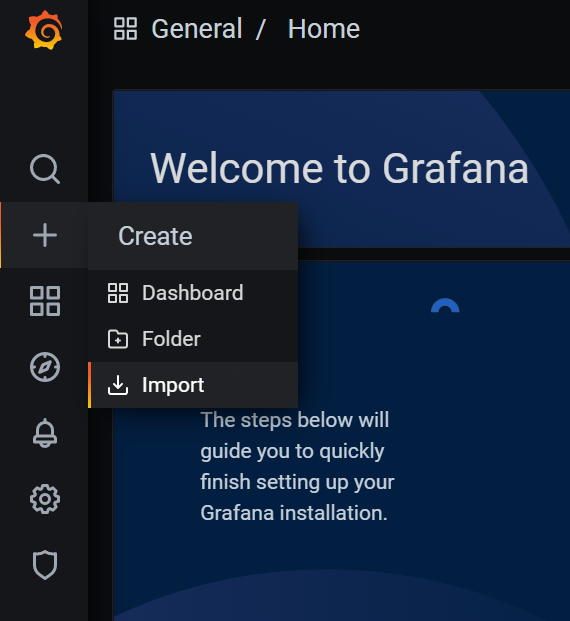 General / Home
Welcome to Grafana
Create
Dashboard
Folder
Import
The steps below will
guide you to quickly
finish setting up your
Grafana installation.